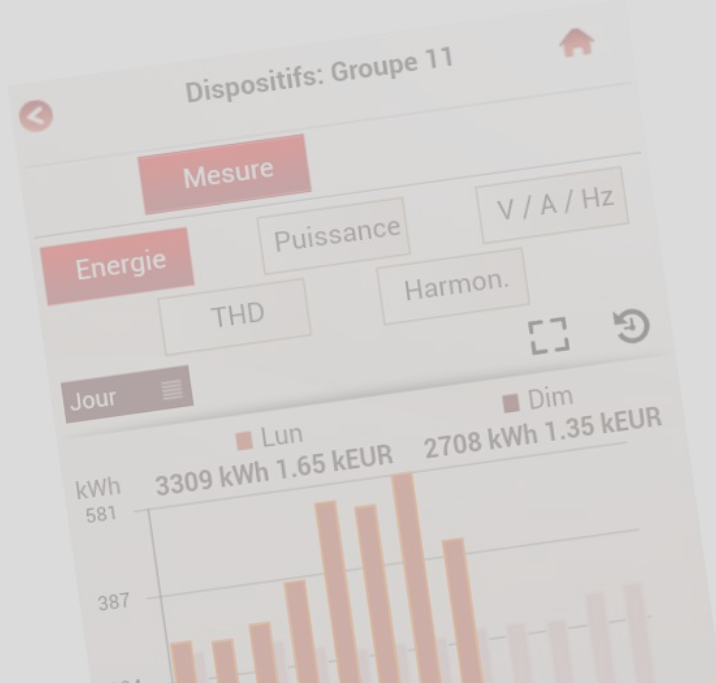 Dispositifs: Groupe 11
Mesure
Energie
Puissance
V / A / Hz
THD
Harmon.
Jour
Lun
Dim
3309 kWh 1.65 kEUR
2708 kWh 1.35 kEUR
kWh
581
387